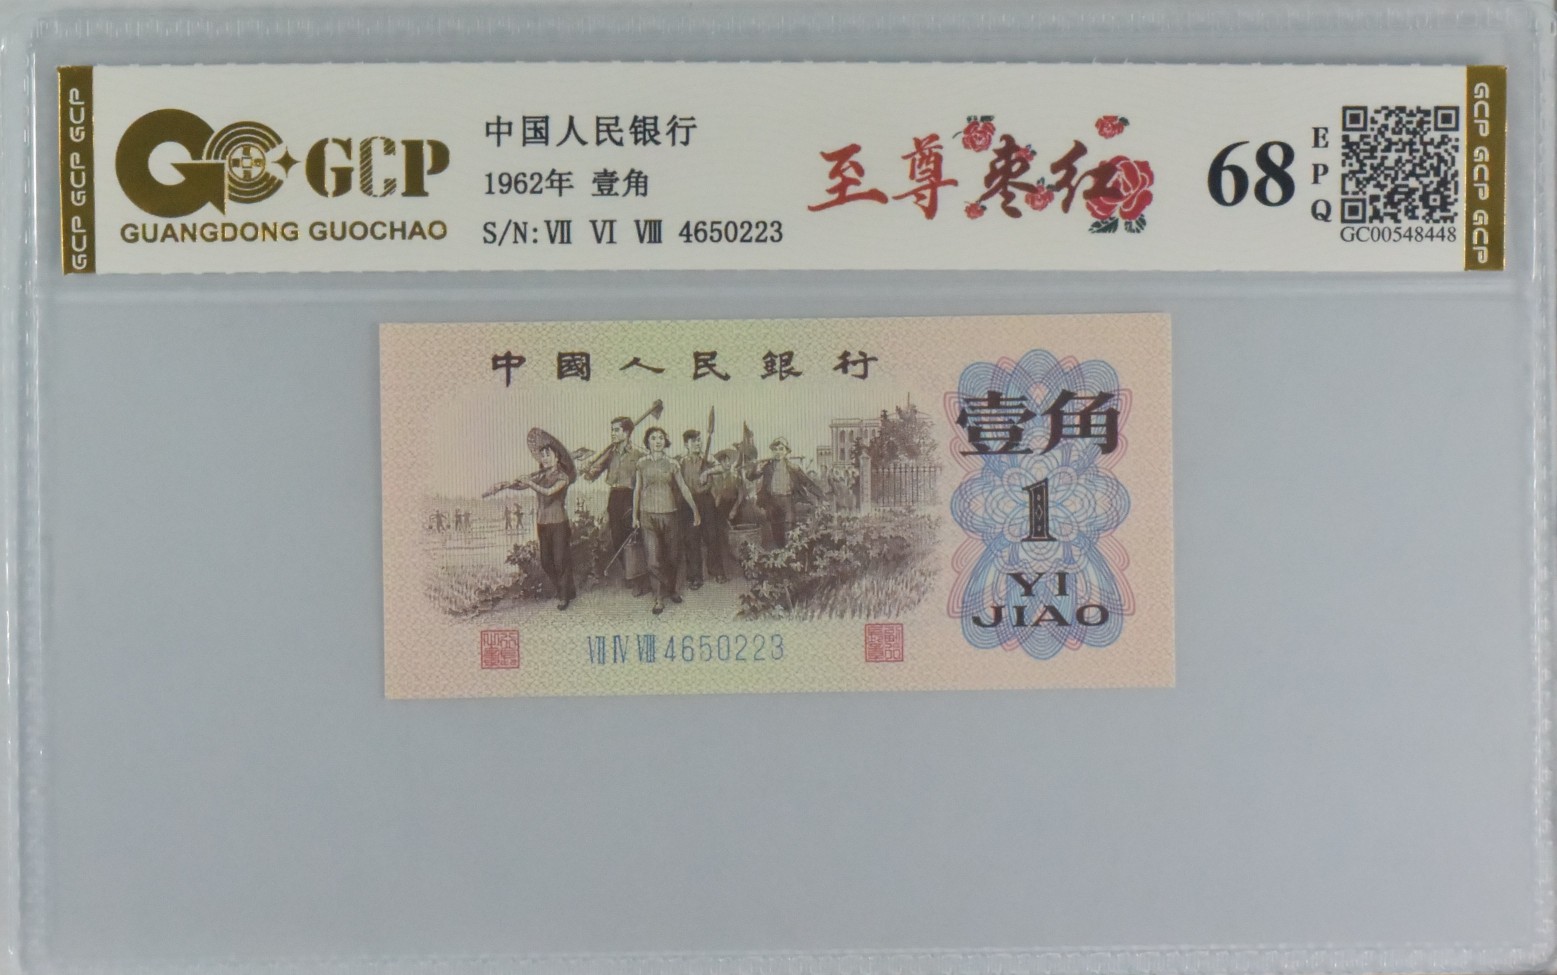 GCP GCP GCP
GCP
GUANGDONG GUOCHAO
中国人民银行
1962年 壹角
S/N: Ⅶ Ⅵ Ⅷ 4650223
至尊枣红
68
EPQ
GC00548448
GCP GCP GCP
中國人民銀行
壹角
1
YI
JIAO
Ⅶ Ⅳ Ⅷ 4650223